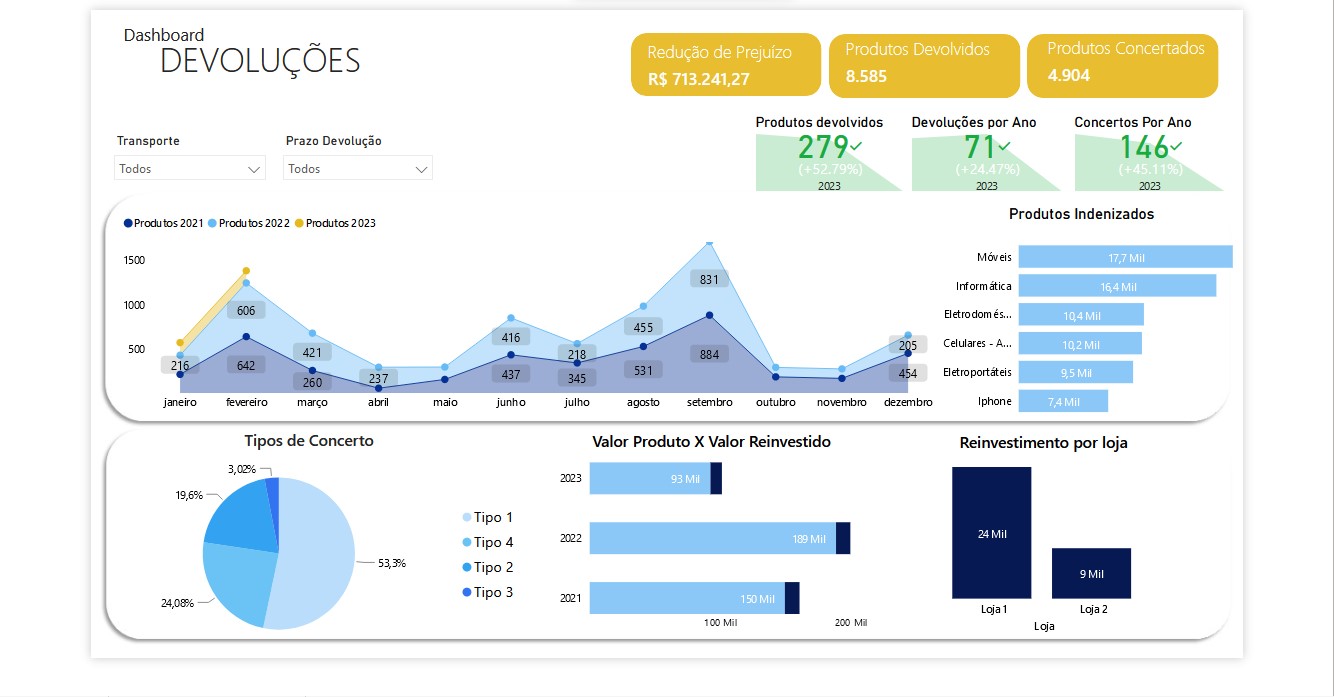 Dashboard
DEVOLUÇÕES
Redução de Prejuízo
R$ 713.241,27
Produtos Devolvidos
8.585
Produtos Concertados
4.904
Transporte
Todos
Prazo Devolução
Todos
Produtos devolvidos
279
(+52.79%)
2023
Devoluções por Ano
71
(+24.47%)
2023
Concertos Por Ano
146
(+45.11%)
2023
Produtos 2021 Produtos 2022 Produtos 2023
1500
1000
500
216
606
642
421
260
237
416
437
218
345
455
531
831
884
205
454
janeiro fevereiro março abril maio junho julho agosto setembro outubro novembro dezembro
Produtos Indenizados
Móveis 17,7 Mil
Informática 16,4 Mil
Eletrodomés... 10,4 Mil
Celulares - A... 10,2 Mil
Eletroportáteis 9,5 Mil
Iphone 7,4 Mil
Tipos de Concerto
3,02%
19,6%
24,08%
53,3%
Tipo 1
Tipo 4
Tipo 2
Tipo 3
Valor Produto X Valor Reinvestido
2023 93 Mil
2022 189 Mil
2021 150 Mil
100 Mil 200 Mil
Reinvestimento por loja
24 Mil
9 Mil
Loja 1 Loja 2
Loja